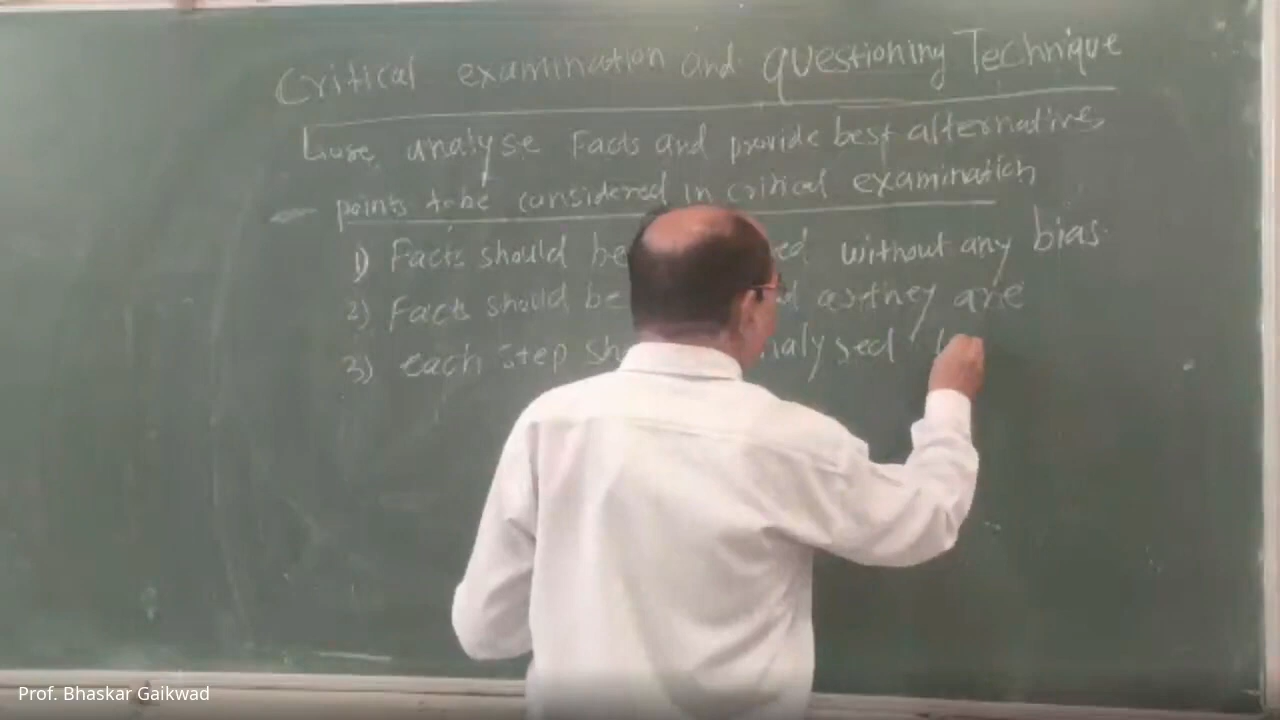 Critical examination and questioning Technique
use, analyse Facts and provide best alternatives
points to be considered in critical examination
1) Facts should be ed without any bias.
2) Facts should be d as they are
3) each step sh nalysed
Prof. Bhaskar Gaikwad